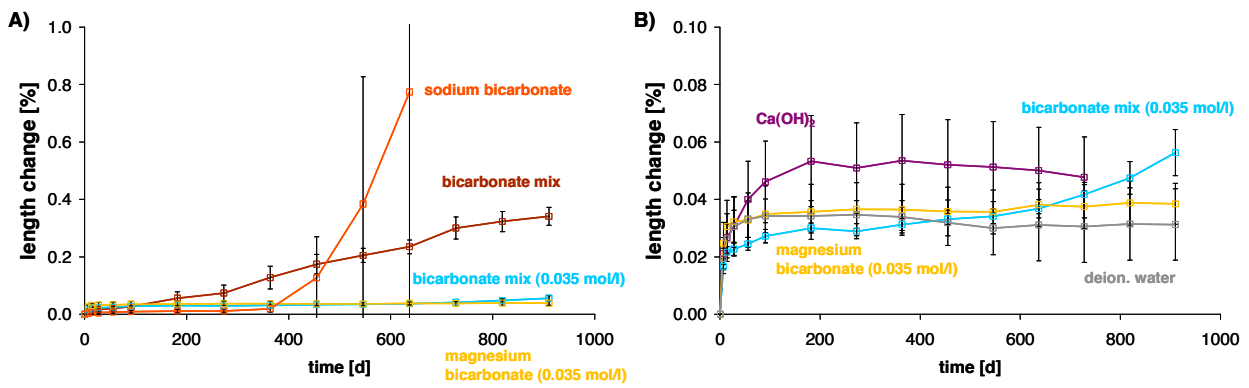 A)
length change [%]
1.0
0.8
0.6
0.4
0.2
0.0
0
200
400
600
800
1000
time [d]
sodium bicarbonate
bicarbonate mix
bicarbonate mix (0.035 mol/l)
magnesium
bicarbonate (0.035 mol/l)
B)
length change [%]
0.10
0.08
0.06
0.04
0.02
0.00
0
200
400
600
800
1000
time [d]
Ca(OH)2
bicarbonate mix (0.035 mol/l)
magnesium
bicarbonate (0.035 mol/l)
deion. water